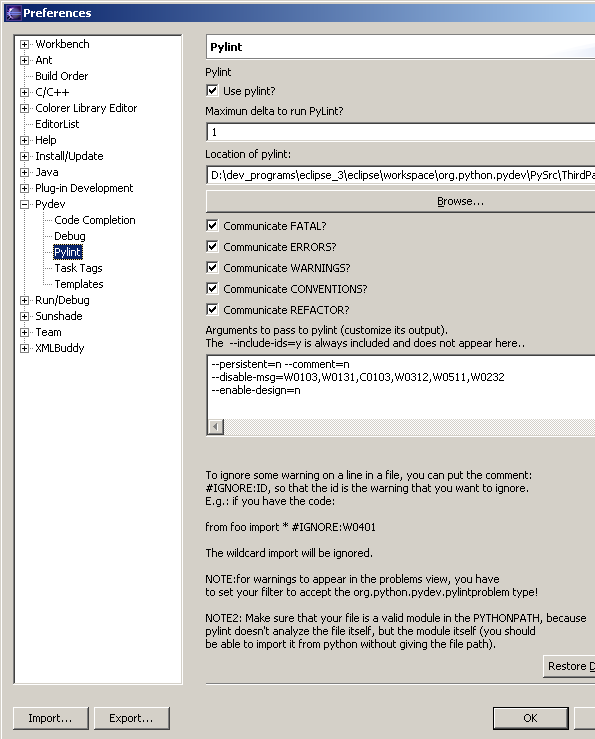 Preferences
Workbench
Ant
Build Order
C/C++
Colorer Library Editor
EditorList
Help
Install/Update
Java
Plug-in Development
Pydev
Code Completion
Debug
Pylint
Task Tags
Templates
Run/Debug
Sunshade
Team
XMLBuddy
Pylint
Pylint
Use pylint?
Maximun delta to run PyLint?
1
Location of pylint:
D:\dev_programs\eclipse_3\eclipse\workspace\org.python.pydev\PySrc\ThirdPa
Browse...
Communicate FATAL?
Communicate ERRORS?
Communicate WARNINGS?
Communicate CONVENTIONS?
Communicate REFACTOR?
Arguments to pass to pylint (customize its output).
The --include-ids=y is always included and does not appear here..
--persistent=n --comment=n
--disable-msg=W0103,W0131,C0103,W0312,W0511,W0232
--enable-design=n
To ignore some warning on a line in a file, you can put the comment:
#IGNORE:ID, so that the id is the warning that you want to ignore.
E.g.: if you have the code:
from foo import * #IGNORE:W0401
The wildcard import will be ignored.
NOTE:for warnings to appear in the problems view, you have
to set your filter to accept the org.python.pydev.pylintproblem type!
NOTE2: Make sure that your file is a valid module in the PYTHONPATH, because
pylint doesn't analyze the file itself, but the module itself (you should
be able to import it from python without giving the file path).
Restore D
Import...
Export...
OK